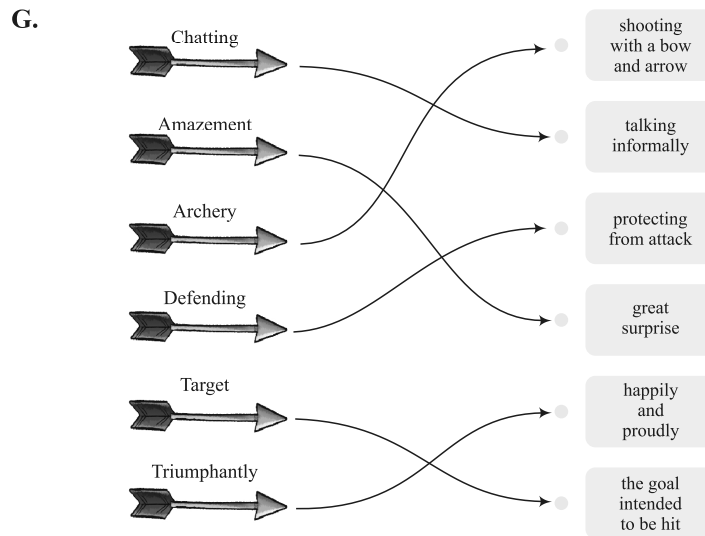 G.
Chatting
Amazement
Archery
Defending
Target
Triumphantly
shooting
with a bow
and arrow
talking
informally
protecting
from attack
great
surprise
happily
and
proudly
the goal
intended
to be hit